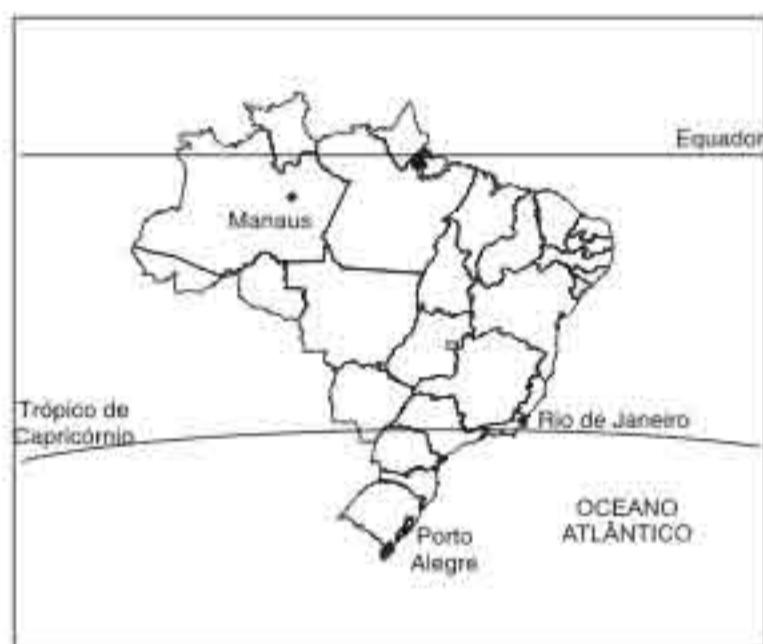 Equador
Manaus
Trópico de
Capricórnio
Rio de Janeiro
OCEANO
ATLÂNTICO
Porto
Alegre